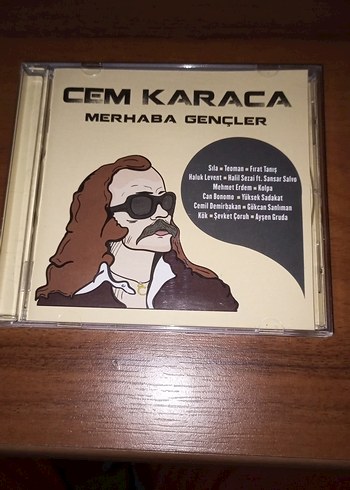 CEM KARACA
MERHABA GENÇLER
Sıla Teoman Fırat Tanış
Haluk Levent Halil Sezai ft. Sansar Salvo
Mehmet Erdem Kolpa
Can Bonomo Yüksek Sadakat
Cemil Demirbakan Gökcan Sanlıman
Kök Şevket Çoruh Ayşen Gruda